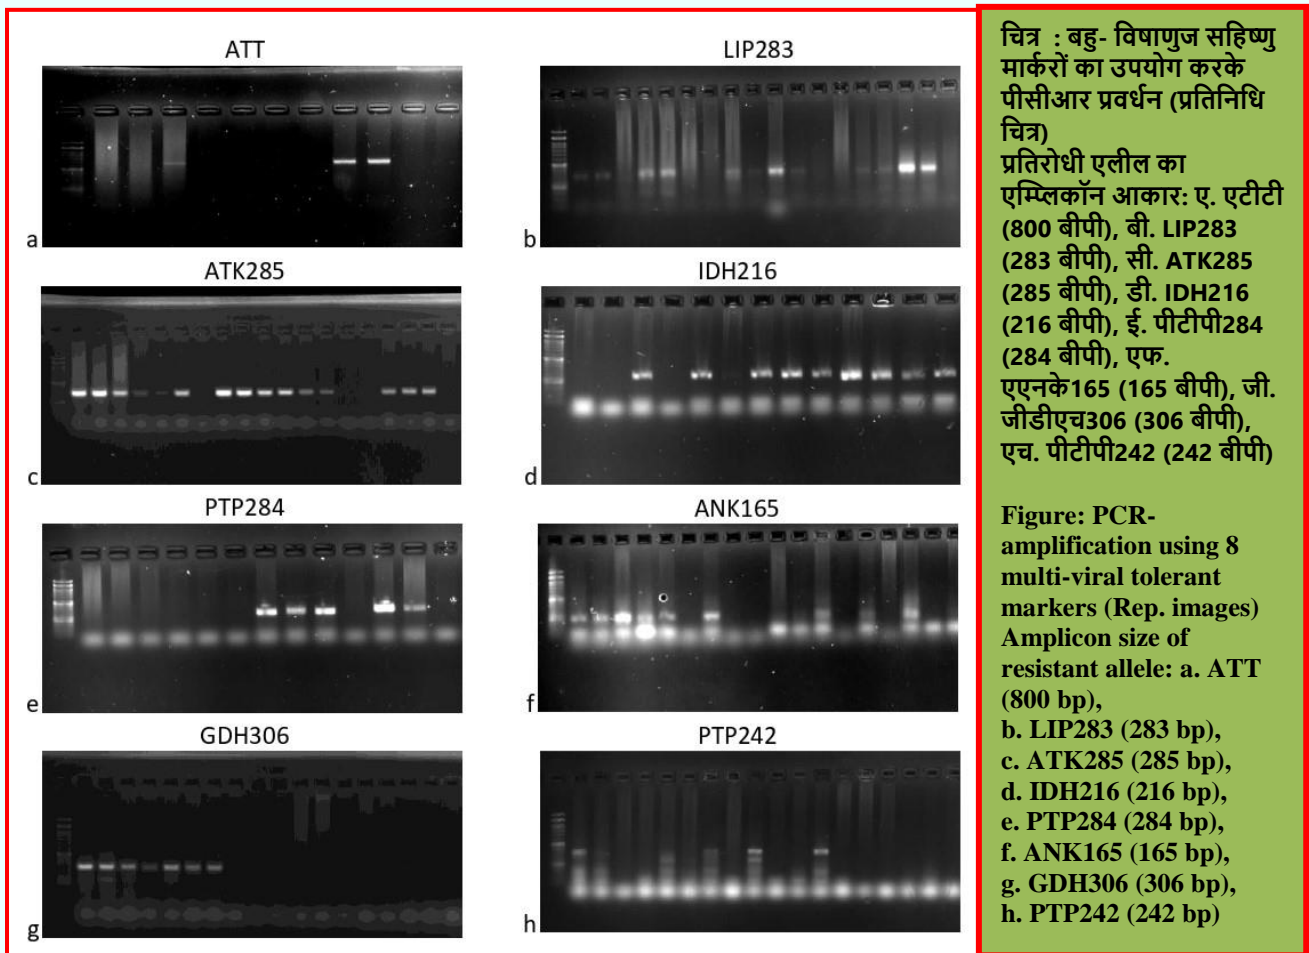 ATT
LIP283
a
b
ATK285
IDH216
c
d
PTP284
ANK165
e
f
GDH306
PTP242
g
h
चित्र : बहु- विषाणुज सहिष्णु
मार्करों का उपयोग करके
पीसीआर प्रवर्धन (प्रतिनिधि
चित्र)
प्रतिरोधी एलील का
एम्प्लिकॉन आकार: ए. एटीटी
(800 बीपी), बी. LIP283
(283 बीपी), सी. ATK285
(285 बीपी), डी. IDH216
(216 बीपी), ई. पीटीपी284
(284 बीपी), एफ.
एएनके165 (165 बीपी), जी.
जीडीएच306 (306 बीपी),
एच. पीटीपी242 (242 बीपी)
Figure: PCR-
amplification using 8
multi-viral tolerant
markers (Rep. images)
Amplicon size of
resistant allele: a. ATT
(800 bp),
b. LIP283 (283 bp),
c. ATK285 (285 bp),
d. IDH216 (216 bp),
e. PTP284 (284 bp),
f. ANK165 (165 bp),
g. GDH306 (306 bp),
h. PTP242 (242 bp)